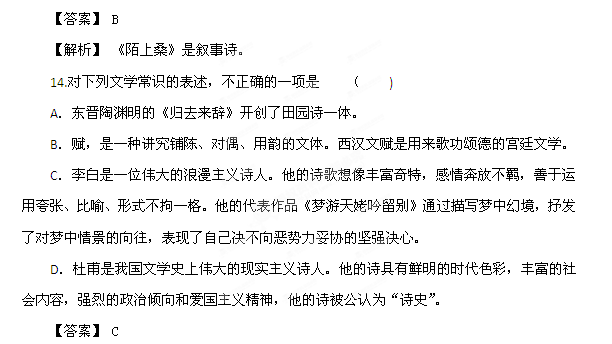 【答案】 B
【解析】《陌上桑》是叙事诗。
14.对下列文学常识的表述，不正确的一项是 （ ）
A．东晋陶渊明的《归去来辞》开创了田园诗一体。
B．赋，是一种讲究铺陈、对偶、用韵的文体。西汉文赋是用来歌功颂德的宫廷文学。
C．李白是一位伟大的浪漫主义诗人。他的诗歌想像丰富奇特，感情奔放不羁，善于运
用夸张、比喻、形式不拘一格。他的代表作品《梦游天姥吟留别》通过描写梦中幻境，抒发
了对梦中情景的向往，表现了自己决不向恶势力妥协的坚强决心。
D．杜甫是我国文学史上伟大的现实主义诗人。他的诗具有鲜明的时代色彩，丰富的社
会内容，强烈的政治倾向和爱国主义精神，他的诗被公认为“诗史”。
【答案】 C